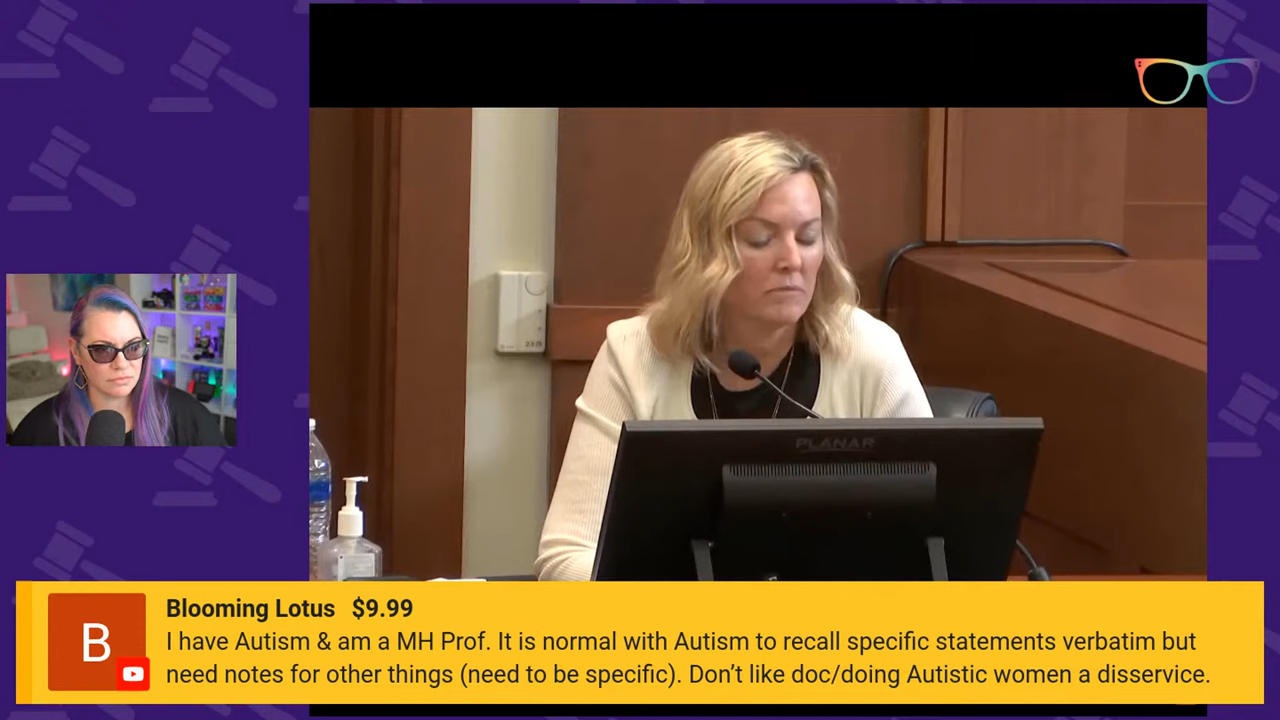 PLANAR
Blooming Lotus $9.99
B
I have Autism & am a MH Prof. It is normal with Autism to recall specific statements verbatim but
need notes for other things (need to be specific). Don’t like doc/doing Autistic women a disservice.